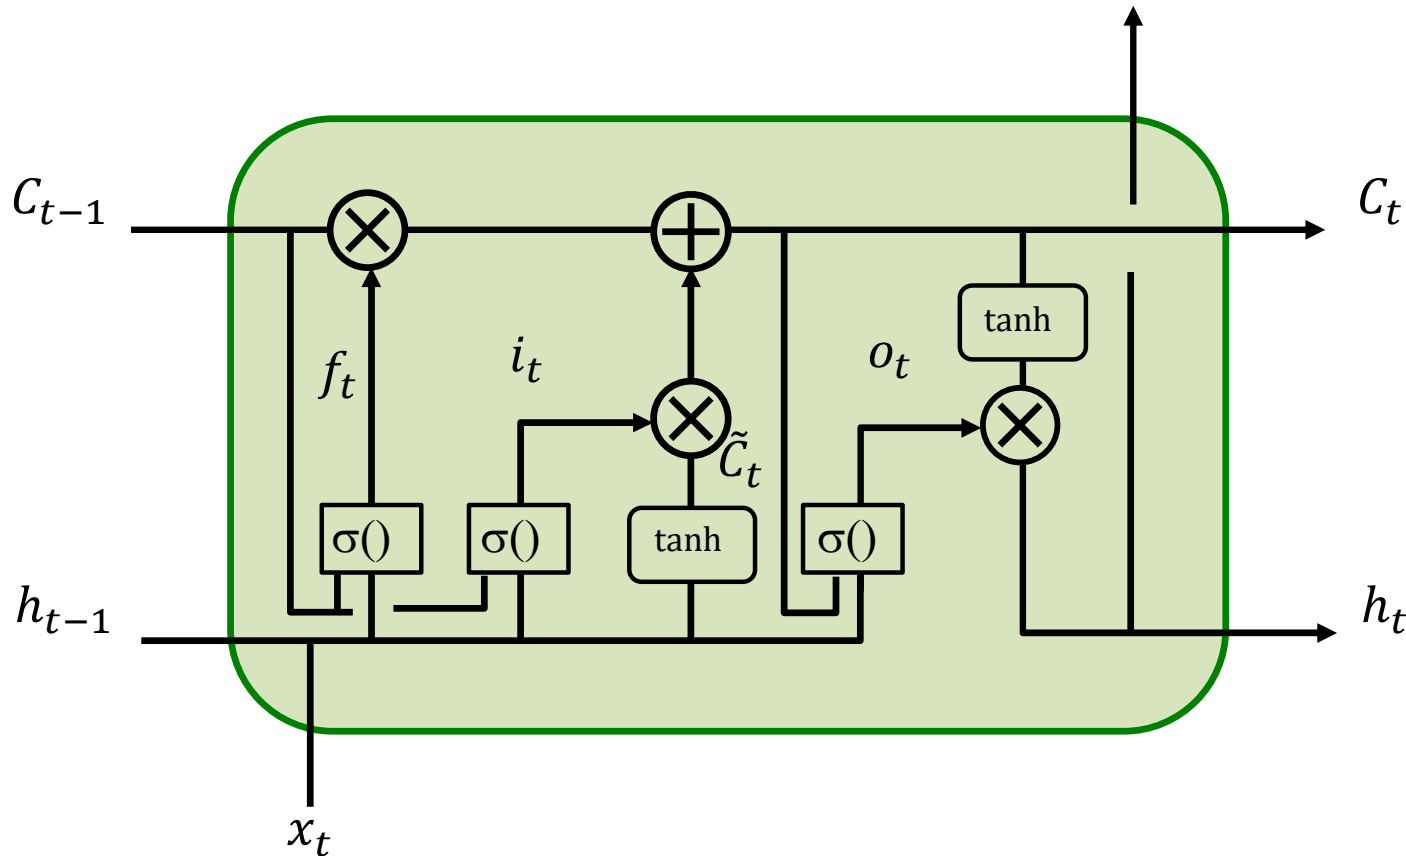 C_{t-1}
C_t
tanh
f_t
i_t
o_t
C̃_t
σ()
σ()
tanh
σ()
h_{t-1}
h_t
x_t